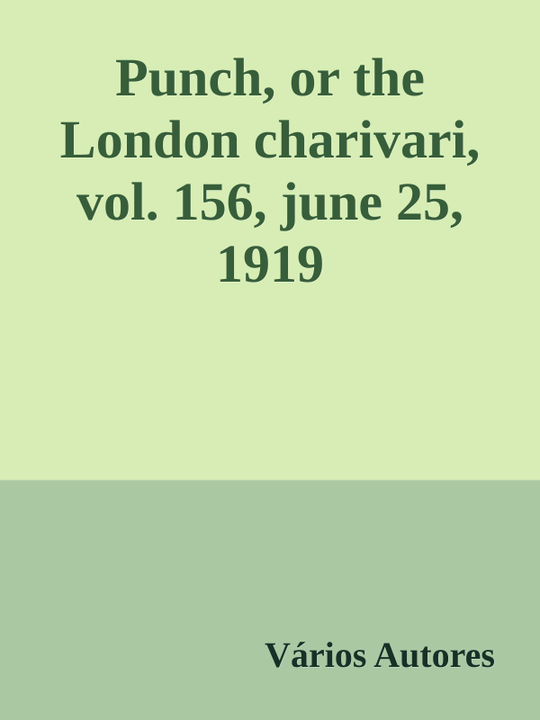 Punch, or the
London charivari,
vol. 156, june 25,
1919
Vários Autores